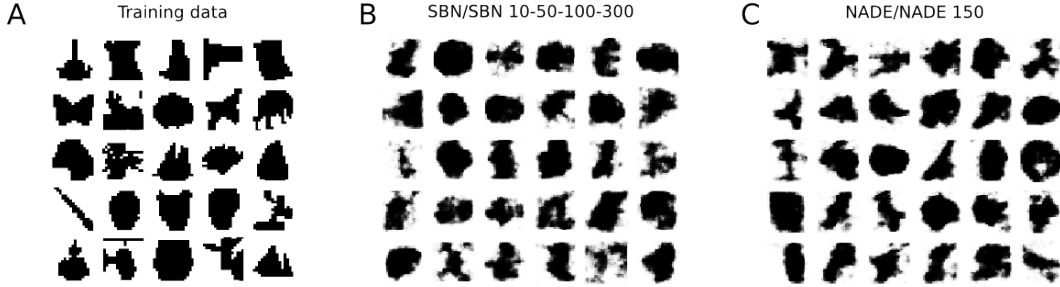 A
Training data
B
SBN/SBN 10-50-100-300
C
NADE/NADE 150